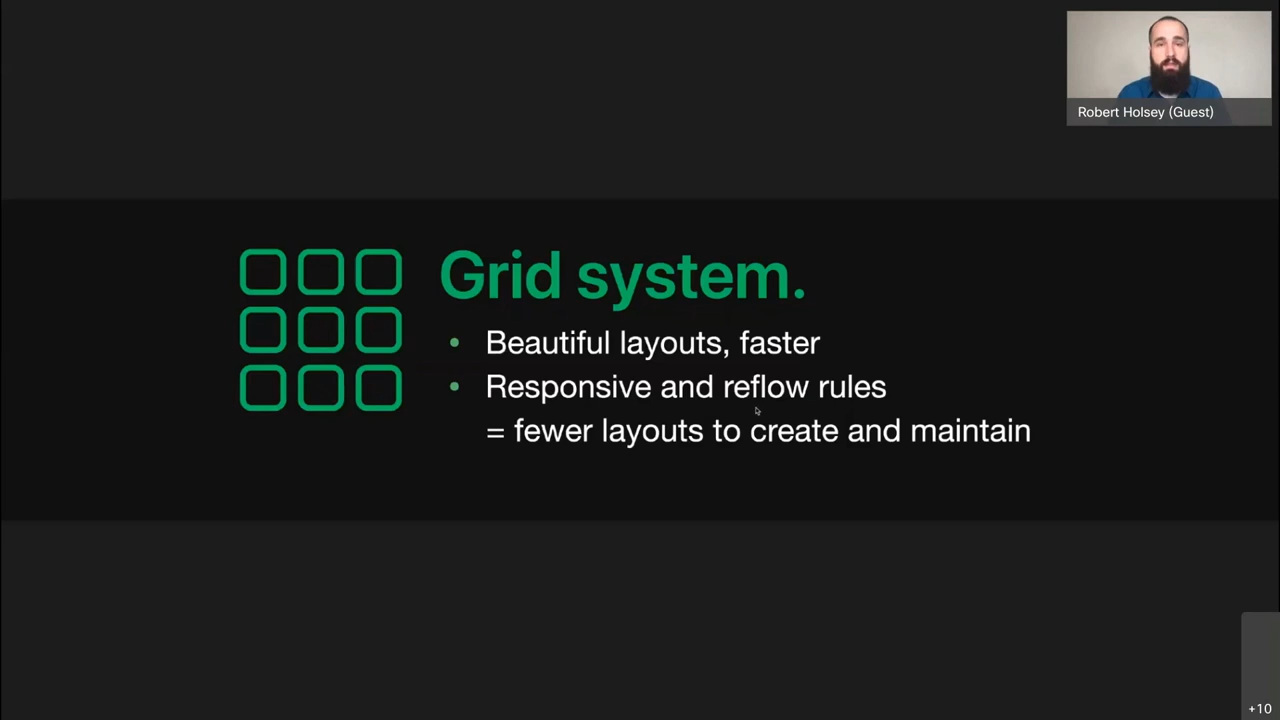 Robert Holsey (Guest)
Grid system.
• Beautiful layouts, faster
• Responsive and reflow rules
= fewer layouts to create and maintain
+10